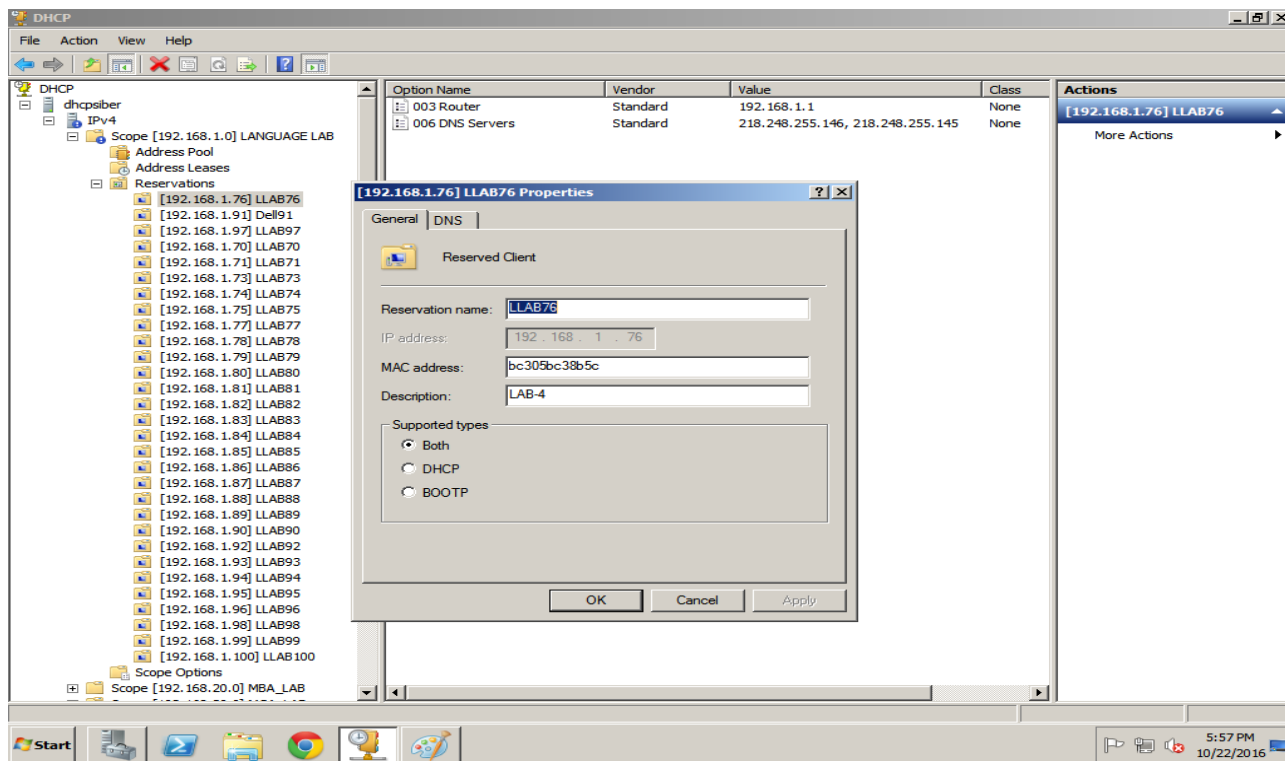 DHCP
File Action View Help
DHCP
dhcpsiber
IPv4
Scope [192.168.1.0] LANGUAGE LAB
Address Pool
Address Leases
Reservations
[192.168.1.76] LLAB76
[192.168.1.91] Dell91
[192.168.1.97] LLAB97
[192.168.1.70] LLAB70
[192.168.1.71] LLAB71
[192.168.1.73] LLAB73
[192.168.1.74] LLAB74
[192.168.1.75] LLAB75
[192.168.1.77] LLAB77
[192.168.1.78] LLAB78
[192.168.1.79] LLAB79
[192.168.1.80] LLAB80
[192.168.1.81] LLAB81
[192.168.1.82] LLAB82
[192.168.1.83] LLAB83
[192.168.1.84] LLAB84
[192.168.1.85] LLAB85
[192.168.1.86] LLAB86
[192.168.1.87] LLAB87
[192.168.1.88] LLAB88
[192.168.1.89] LLAB89
[192.168.1.90] LLAB90
[192.168.1.92] LLAB92
[192.168.1.93] LLAB93
[192.168.1.94] LLAB94
[192.168.1.95] LLAB95
[192.168.1.96] LLAB96
[192.168.1.98] LLAB98
[192.168.1.99] LLAB99
[192.168.1.100] LLAB100
Scope Options
Scope [192.168.20.0] MBA_LAB
Option Name Vendor Value Class
003 Router Standard 192.168.1.1 None
006 DNS Servers Standard 218.248.255.146, 218.248.255.145 None
Actions
[192.168.1.76] LLAB76
More Actions
[192.168.1.76] LLAB76 Properties
General DNS
Reserved Client
Reservation name: LLAB76
IP address: 192 . 168 . 1 . 76
MAC address: bc305bc38b5c
Description: LAB-4
Supported types
Both
DHCP
BOOTP
OK Cancel Apply
Start
5:57 PM
10/22/2016